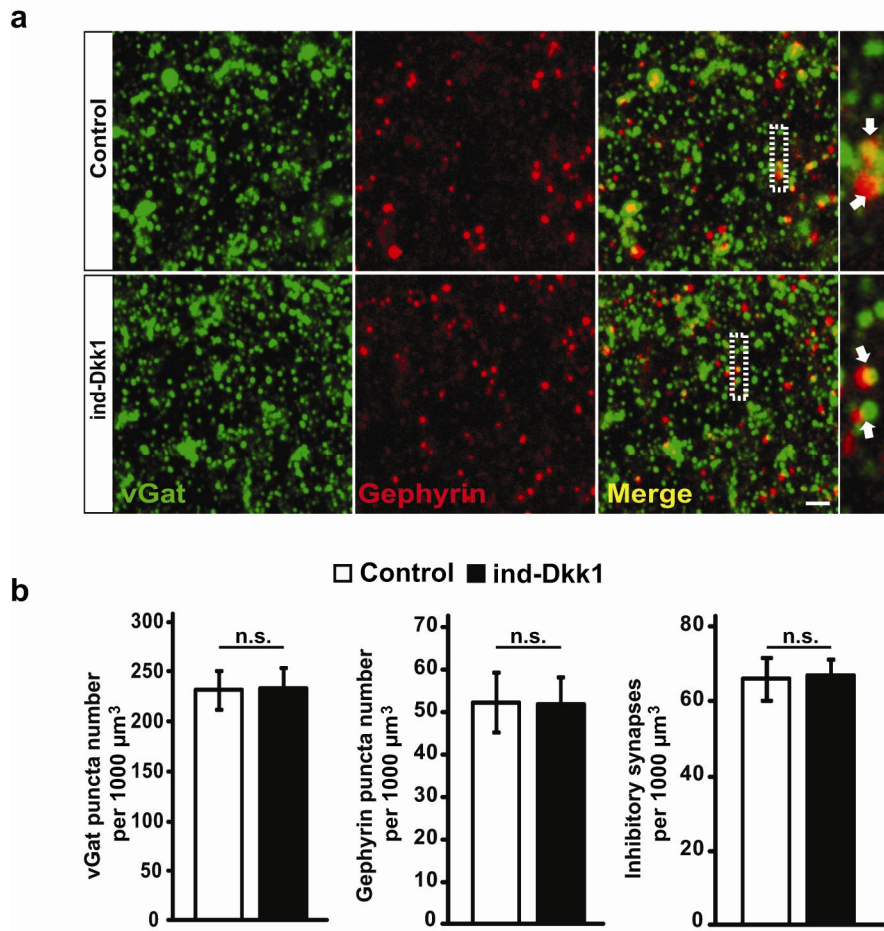 a
Control
ind-Dkk1
vGat
Gephyrin
Merge
Control
ind-Dkk1
b
vGat puncta number
per 1000 µm³
300
250
200
150
100
50
0
n.s.
Gephyrin puncta number
per 1000 µm³
70
60
50
40
30
20
10
0
n.s.
Inhibitory synapses
per 1000 µm³
80
60
40
20
0
n.s.